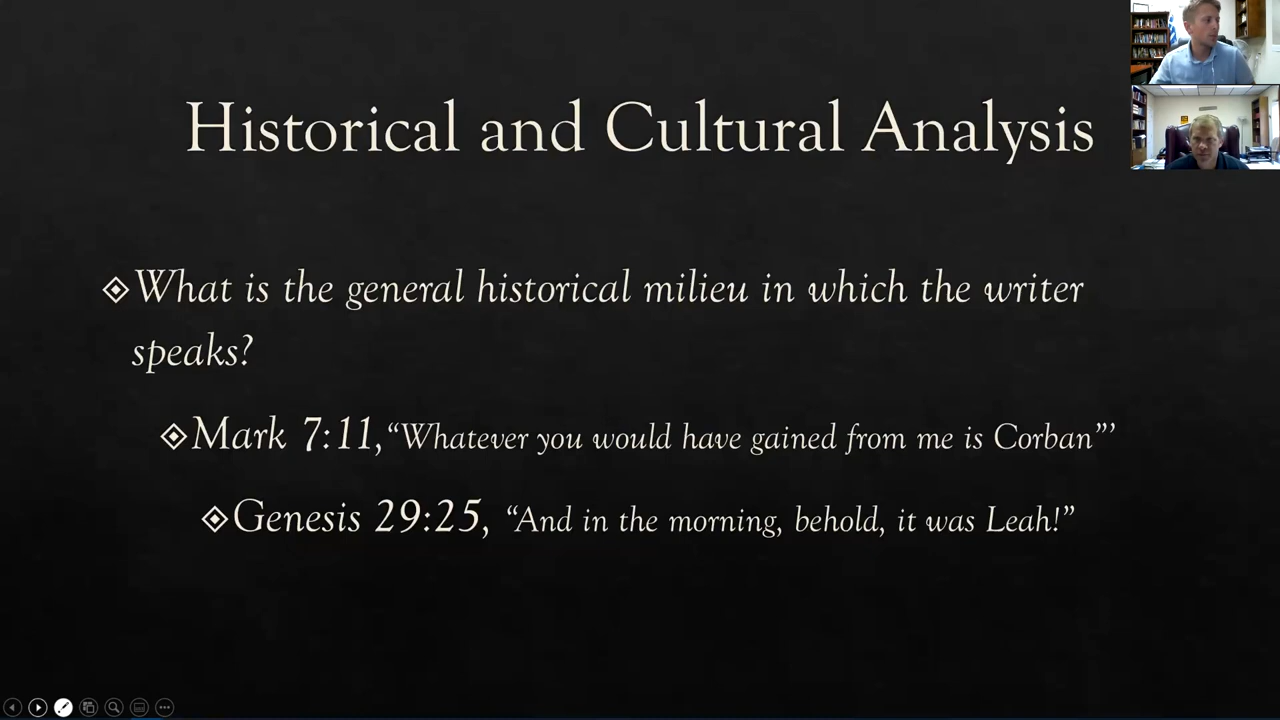 Historical and Cultural Analysis
What is the general historical milieu in which the writer
speaks?
Mark 7:11, “Whatever you would have gained from me is Corban”’
Genesis 29:25, “And in the morning, behold, it was Leah!”